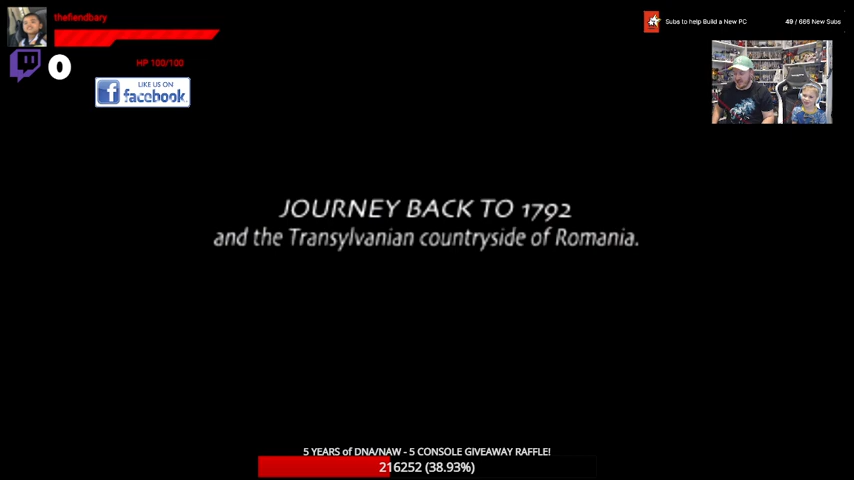 thefiendbary
HP 100/100
0
LIKE US ON
facebook
Subs to help Build a New PC
49 / 666 New Subs
JOURNEY BACK TO 1792
and the Transylvanian countryside of Romania.
5 YEARS of DNA/NAW - 5 CONSOLE GIVEAWAY RAFFLE!
216252 (38.93%)